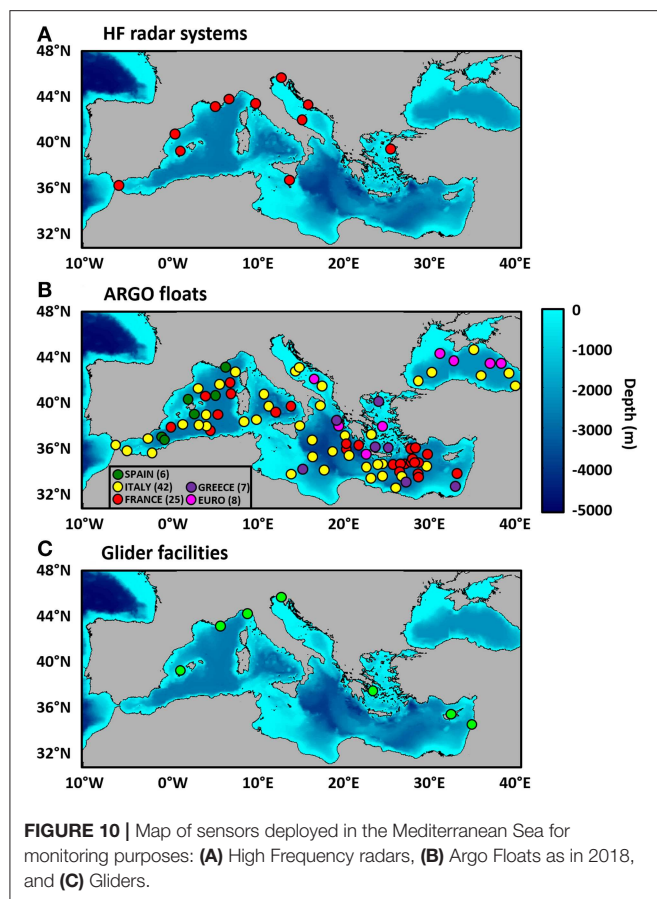 A
HF radar systems
48°N
44°N
40°N
36°N
32°N
10°W 0°W 10°E 20°E 30°E 40°E
B
ARGO floats
48°N
44°N
40°N
36°N
32°N
SPAIN (6)
ITALY (42) GREECE (7)
FRANCE (25) EURO (8)
10°W 0°W 10°E 20°E 30°E 40°E
0
-1000
-2000
-3000
-4000
-5000
Depth (m)
C
Glider facilities
48°N
44°N
40°N
36°N
32°N
10°W 0°W 10°E 20°E 30°E 40°E
FIGURE 10 | Map of sensors deployed in the Mediterranean Sea for
monitoring purposes: (A) High Frequency radars, (B) Argo Floats as in 2018,
and (C) Gliders.